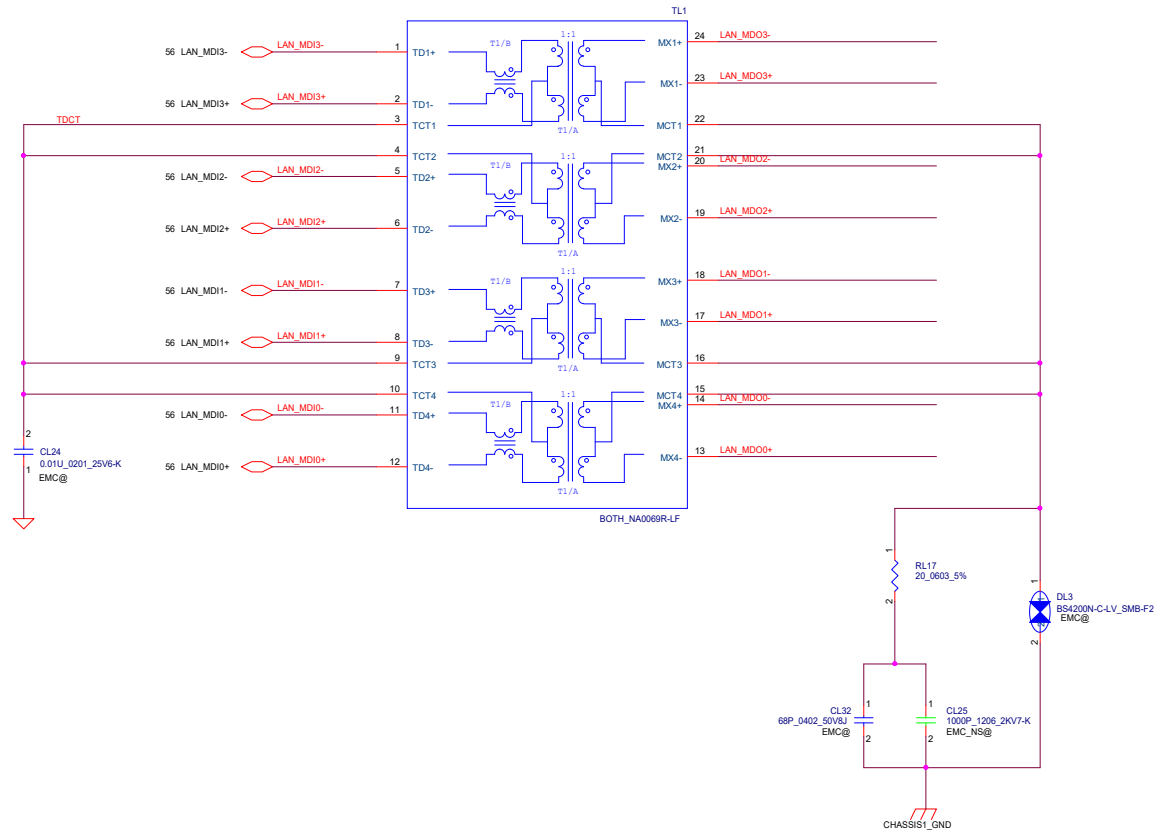 TL1
56 LAN_MDI3- LAN_MDI3- 1 TD1+ T1/B 1:1 MX1+ 24 LAN_MDO3-
MX1- 23 LAN_MDO3+
56 LAN_MDI3+ LAN_MDI3+ 2 TD1-
TDCT 3 TCT1 T1/A MCT1 22
4 TCT2 1:1 MCT2 21
56 LAN_MDI2- LAN_MDI2- 5 TD2+ T1/B MX2+ 20 LAN_MDO2-
56 LAN_MDI2+ LAN_MDI2+ 6 TD2- MX2- 19 LAN_MDO2+
T1/A
1:1
56 LAN_MDI1- LAN_MDI1- 7 TD3+ T1/B MX3+ 18 LAN_MDO1-
MX3- 17 LAN_MDO1+
56 LAN_MDI1+ LAN_MDI1+ 8 TD3-
9 TCT3 T1/A MCT3 16
10 TCT4 1:1 MCT4 15
56 LAN_MDI0- LAN_MDI0- 11 TD4+ T1/B MX4+ 14 LAN_MDO0-
56 LAN_MDI0+ LAN_MDI0+ 12 TD4- MX4- 13 LAN_MDO0+
T1/A
2
CL24
0.01U_0201_25V6-K
1
EMC@
BOTH_NA0069R-LF
1
RL17
20_0603_5%
2
1
DL3
BS4200N-C-LV_SMB-F2
EMC@
2
1
CL32
68P_0402_50V8J
EMC@
2
1
CL25
1000P_1206_2KV7-K
EMC_NS@
2
CHASSIS1_GND